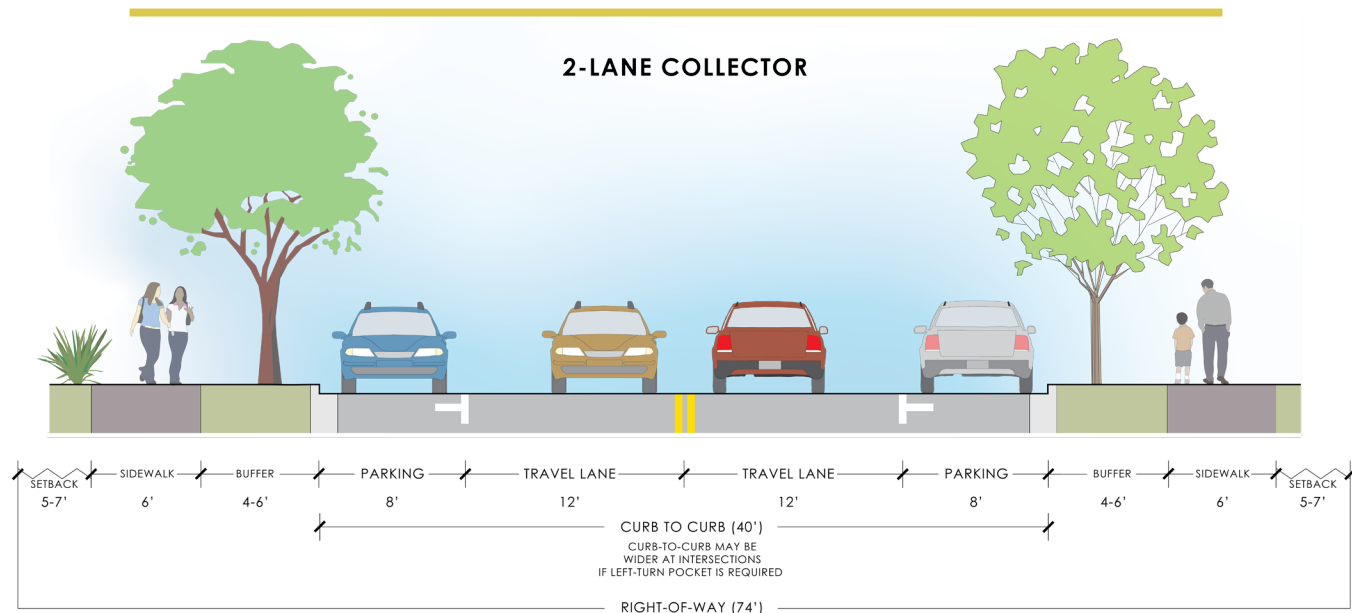 2-LANE COLLECTOR
SETBACK SIDEWALK BUFFER PARKING TRAVEL LANE TRAVEL LANE PARKING BUFFER SIDEWALK SETBACK
5-7' 6' 4-6' 8' 12' 12' 8' 4-6' 6' 5-7'
CURB TO CURB (40')
CURB-TO-CURB MAY BE
WIDER AT INTERSECTIONS
IF LEFT-TURN POCKET IS REQUIRED
RIGHT-OF-WAY (74')